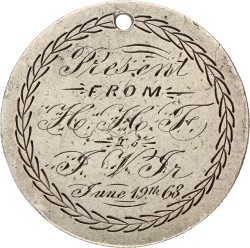 Present
FROM
H. H. F.
To
J. V. Jr
June 19th 68